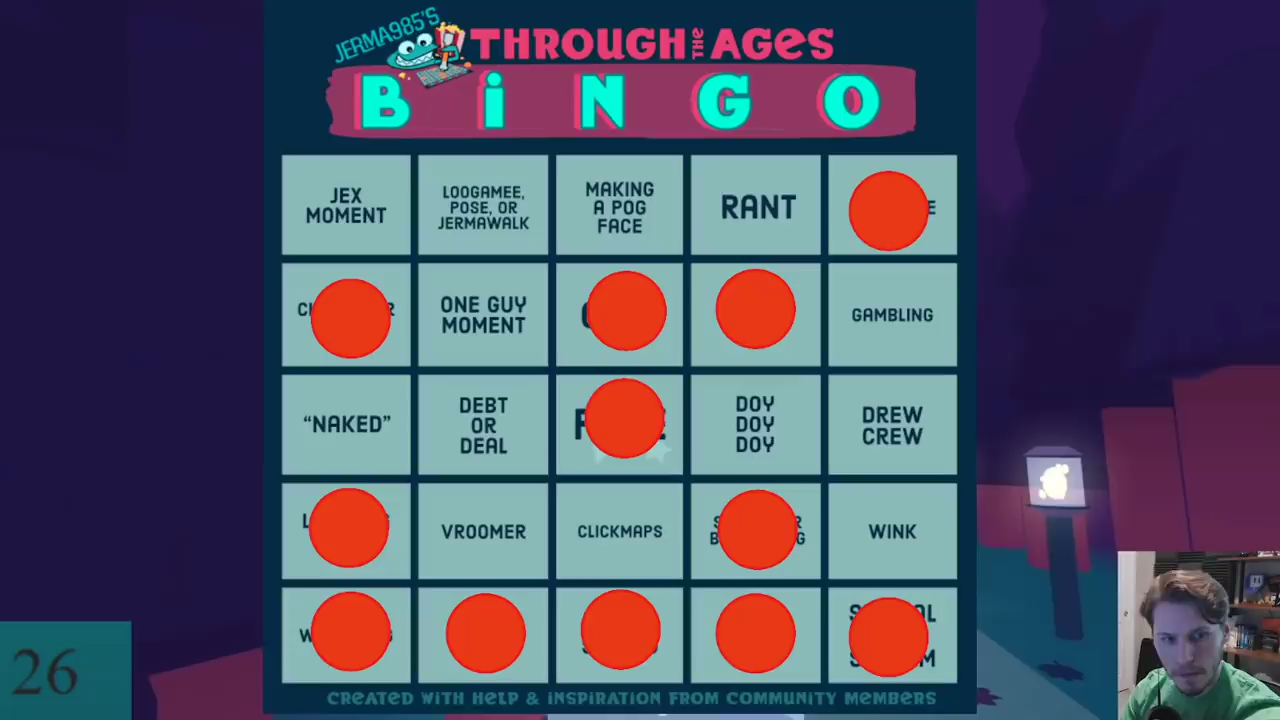 JERMA985'S
THROUGH THE AGES
BiNGO
JEX
MOMENT
LOOGAMEE,
POSE, OR
JERMAWALK
MAKING
A POG
FACE
RANT
ONE GUY
MOMENT
GAMBLING
"NAKED"
DEBT
OR
DEAL
DOY
DOY
DOY
DREW
CREW
VROOMER
CLICKMAPS
WINK
26
CREATED WITH HELP & INSPIRATION FROM COMMUNITY MEMBERS